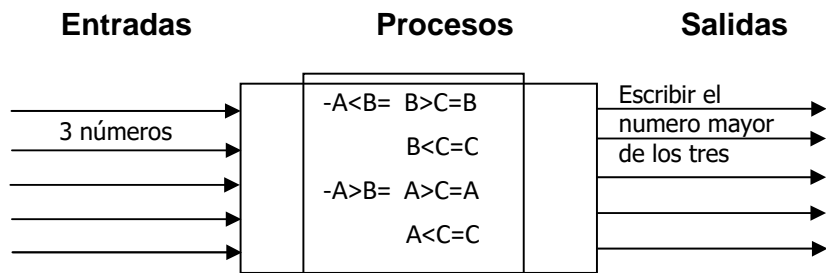 Entradas Procesos Salidas
3 números
-A<B= B>C=B
B<C=C
-A>B= A>C=A
A<C=C
Escribir el
numero mayor
de los tres